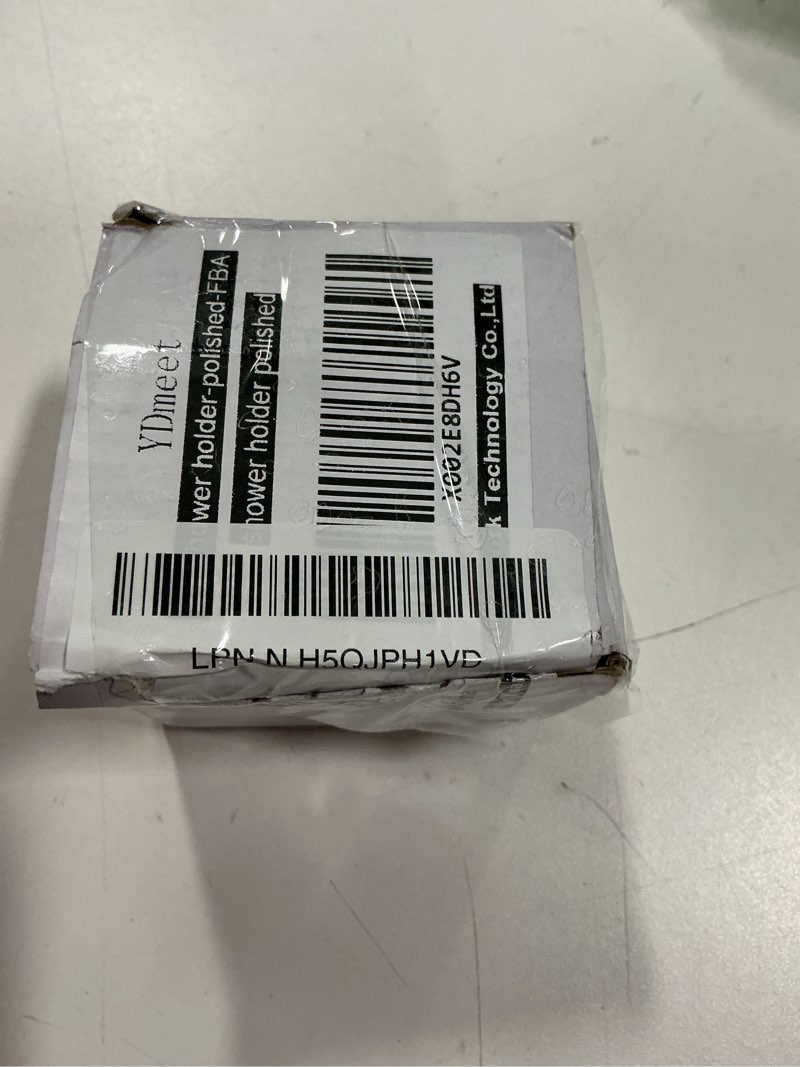 YDmeet
wer holder-polished-FBA
hower holder polished
X002E8DH6V
k Technology Co.,Ltd
LPN N H5QJPH1VD